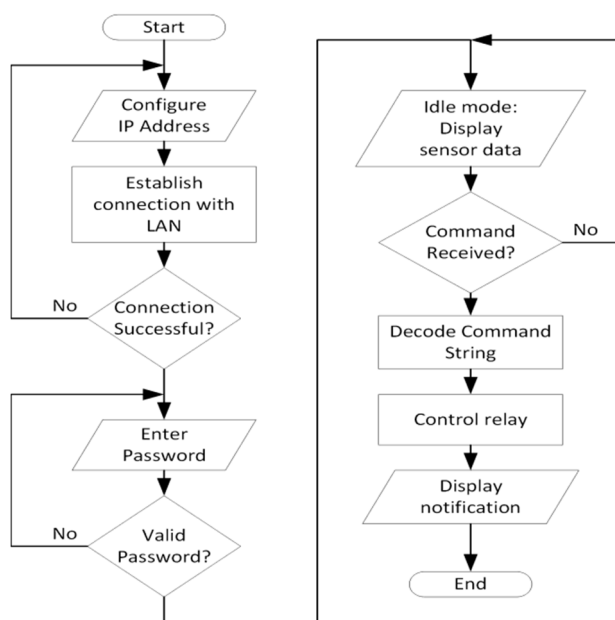 Start
Configure
IP Address
Establish
connection with
LAN
No
Connection
Successful?
Enter
Password
No
Valid
Password?
Idle mode:
Display
sensor data
Command
Received?
No
Decode Command
String
Control relay
Display
notification
End